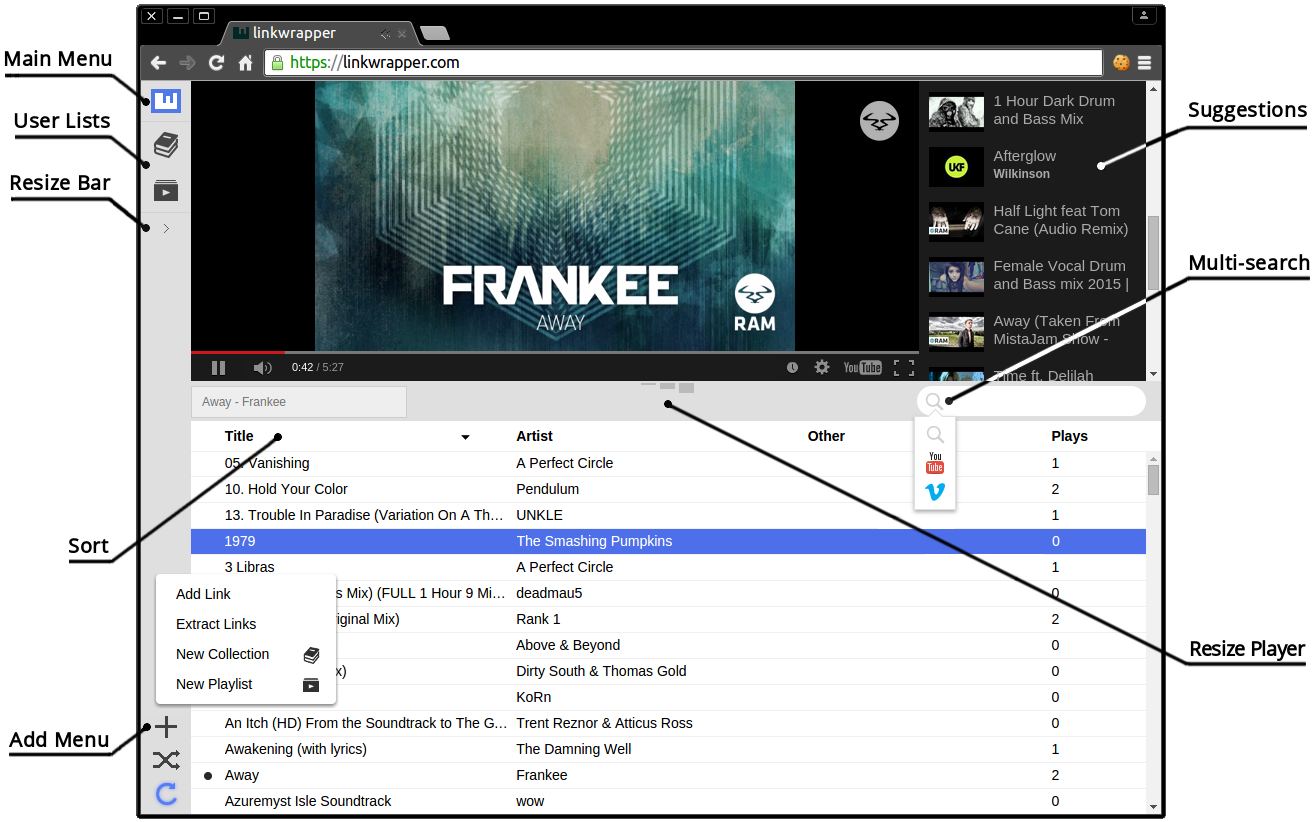 linkwrapper
https://linkwrapper.com
Main Menu
User Lists
Resize Bar
Sort
Add Menu
Suggestions
Multi-search
Resize Player
FRANKEE
AWAY
RAM
0:42 / 5:27
YouTube
1 Hour Dark Drum
and Bass Mix
UKF
Afterglow
Wilkinson
RAM
Half Light feat Tom
Cane (Audio Remix)
Female Vocal Drum
and Bass mix 2015 |
RAM
Away (Taken From
MistaJam Show -
Time ft. Delilah
Away - Frankee
You
Tube
Title Artist Other Plays
05. Vanishing A Perfect Circle 1
10. Hold Your Color Pendulum 2
13. Trouble In Paradise (Variation On A Th… UNKLE 1
1979 The Smashing Pumpkins 0
3 Libras A Perfect Circle 1
s Mix) (FULL 1 Hour 9 Mi… deadmau5 0
iginal Mix) Rank 1 2
Above & Beyond 0
x) Dirty South & Thomas Gold 0
KoRn 0
An Itch (HD) From the Soundtrack to The G… Trent Reznor & Atticus Ross 0
Awakening (with lyrics) The Damning Well 1
Away Frankee 2
Azuremyst Isle Soundtrack wow 0
Add Link
Extract Links
New Collection
New Playlist